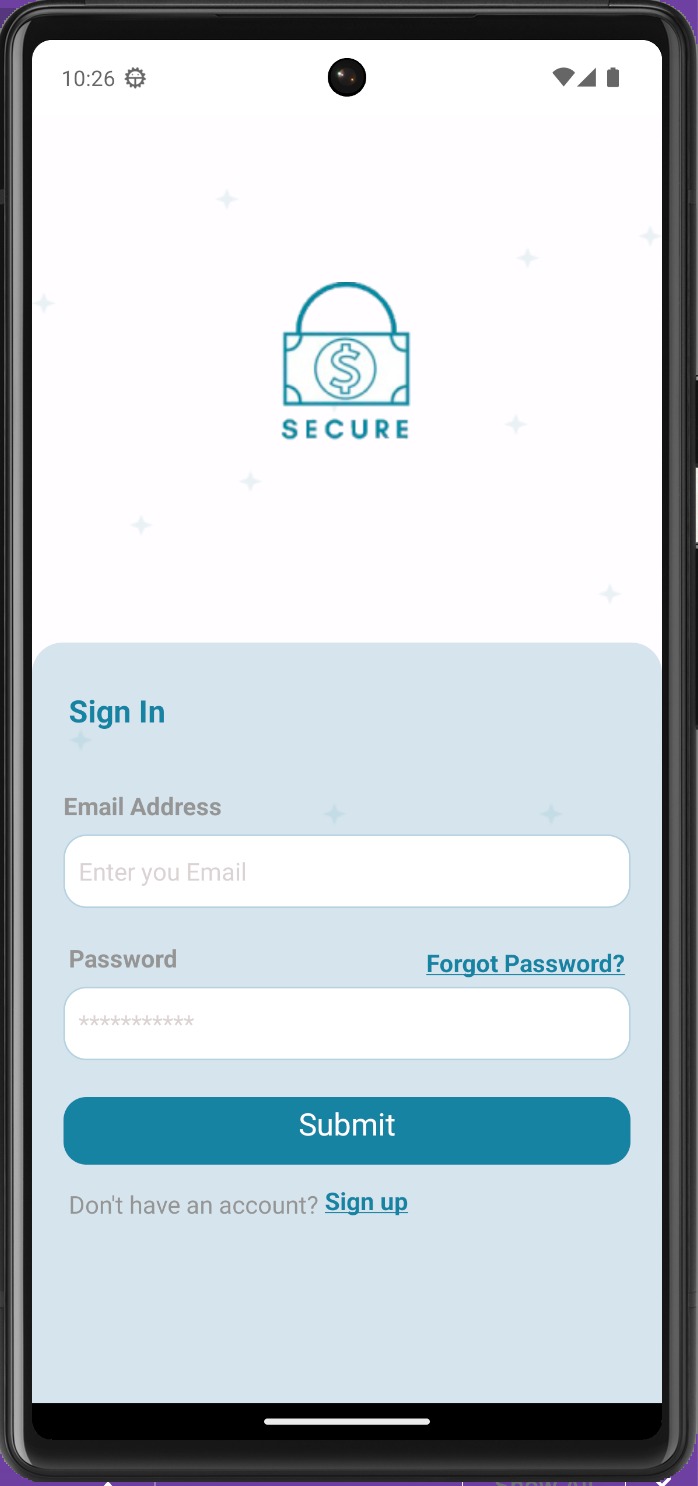 10:26
$
SECURE
Sign In
Email Address
Enter you Email
Password
Forgot Password?
***********
Submit
Don't have an account? Sign up